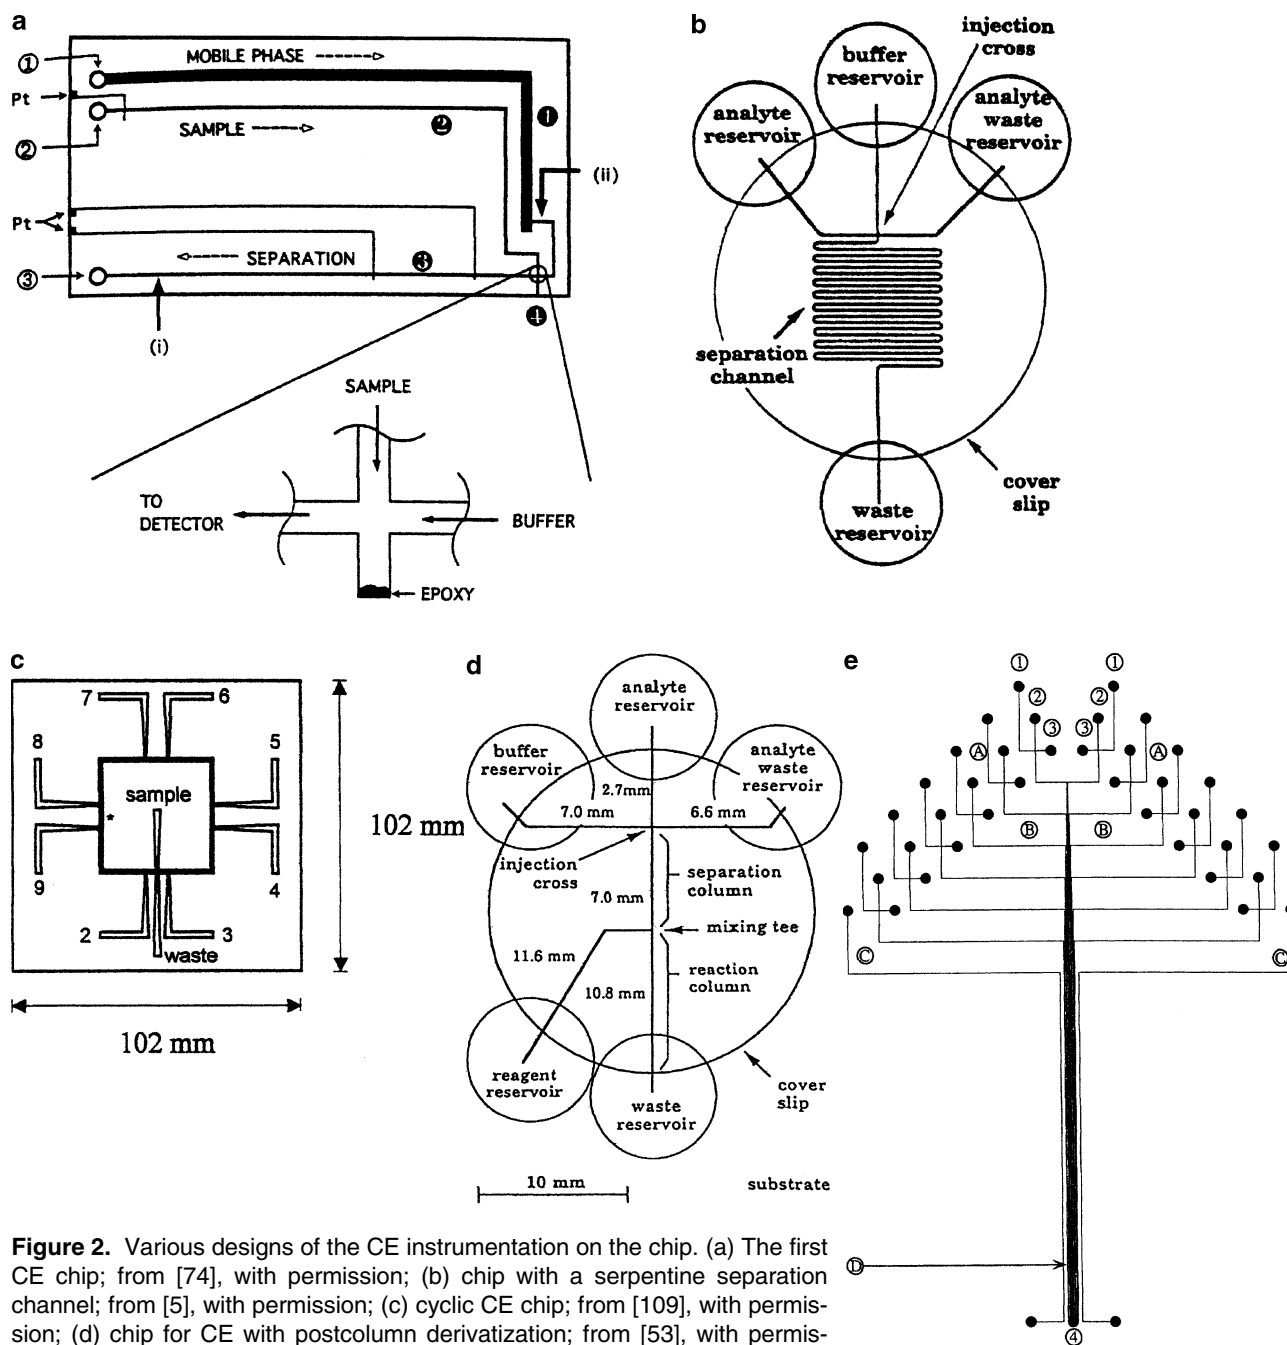 a
MOBILE PHASE
①
Pt
②
SAMPLE
❷
❶
(ii)
Pt
SEPARATION
❸
③
(i)
❹
SAMPLE
TO
DETECTOR
BUFFER
EPOXY
b
injection
cross
buffer
reservoir
analyte
reservoir
analyte
waste
reservoir
separation
channel
cover
slip
waste
reservoir
c
7
6
8
5
sample
*
9
4
2
3
waste
102 mm
102 mm
d
analyte
reservoir
buffer
reservoir
analyte
waste
reservoir
2.7mm
7.0 mm
6.6 mm
injection
cross
separation
column
7.0 mm
mixing tee
11.6 mm
reaction
column
10.8 mm
reagent
reservoir
waste
reservoir
cover
slip
10 mm
substrate
e
① ①
② ②
③ ③
Ⓐ Ⓐ
Ⓑ Ⓑ
Ⓒ Ⓒ
Ⓓ
④
Figure 2. Various designs of the CE instrumentation on the chip. (a) The first
CE chip; from [74], with permission; (b) chip with a serpentine separation
channel; from [5], with permission; (c) cyclic CE chip; from [109], with permis-
sion; (d) chip for CE with postcolumn derivatization; from [53], with permis-